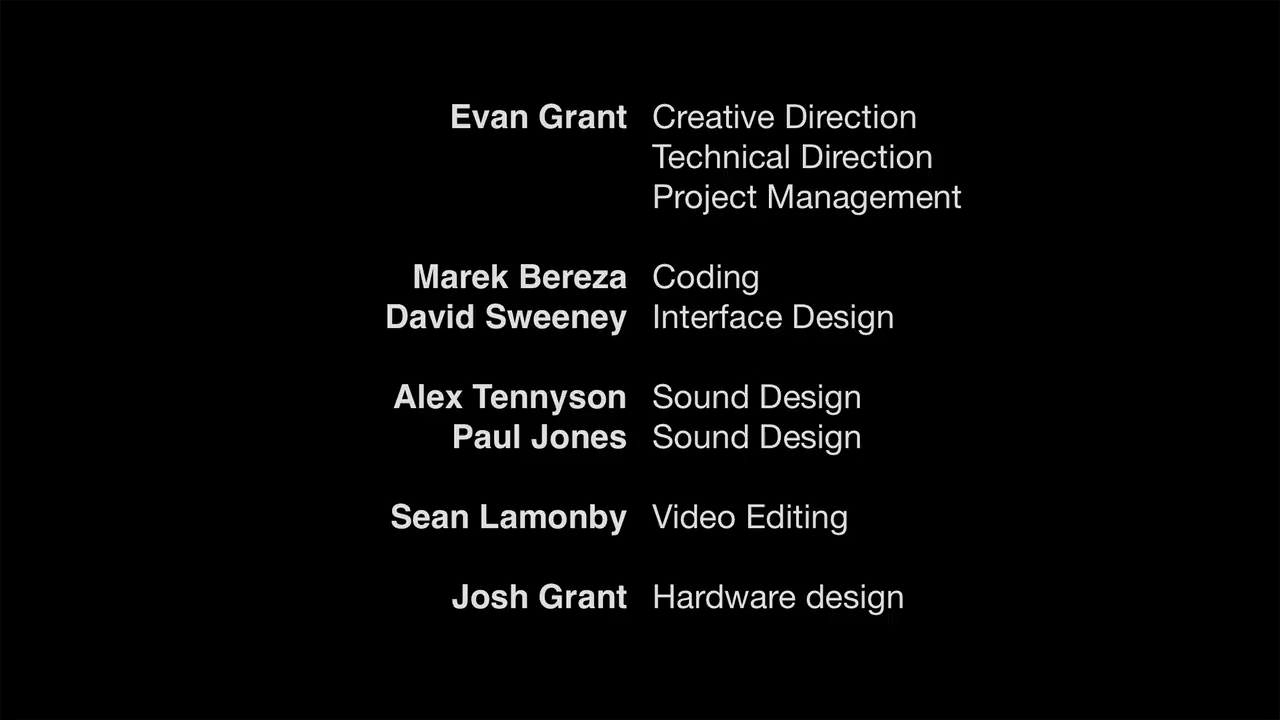 Evan Grant Creative Direction
Technical Direction
Project Management
Marek Bereza Coding
David Sweeney Interface Design
Alex Tennyson Sound Design
Paul Jones Sound Design
Sean Lamonby Video Editing
Josh Grant Hardware design